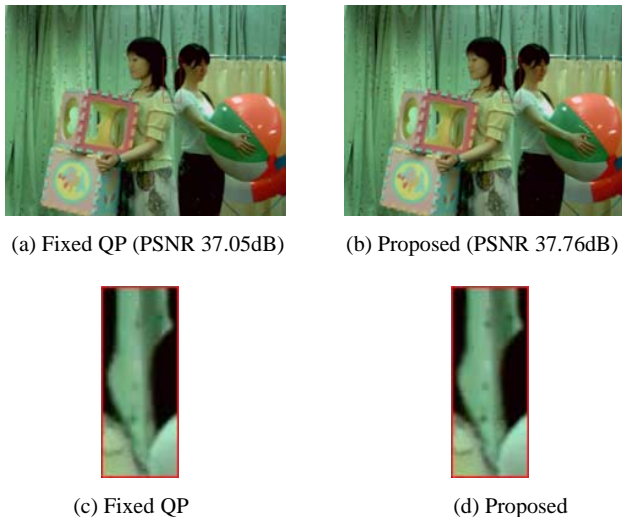 (a) Fixed QP (PSNR 37.05dB)
(b) Proposed (PSNR 37.76dB)
(c) Fixed QP
(d) Proposed